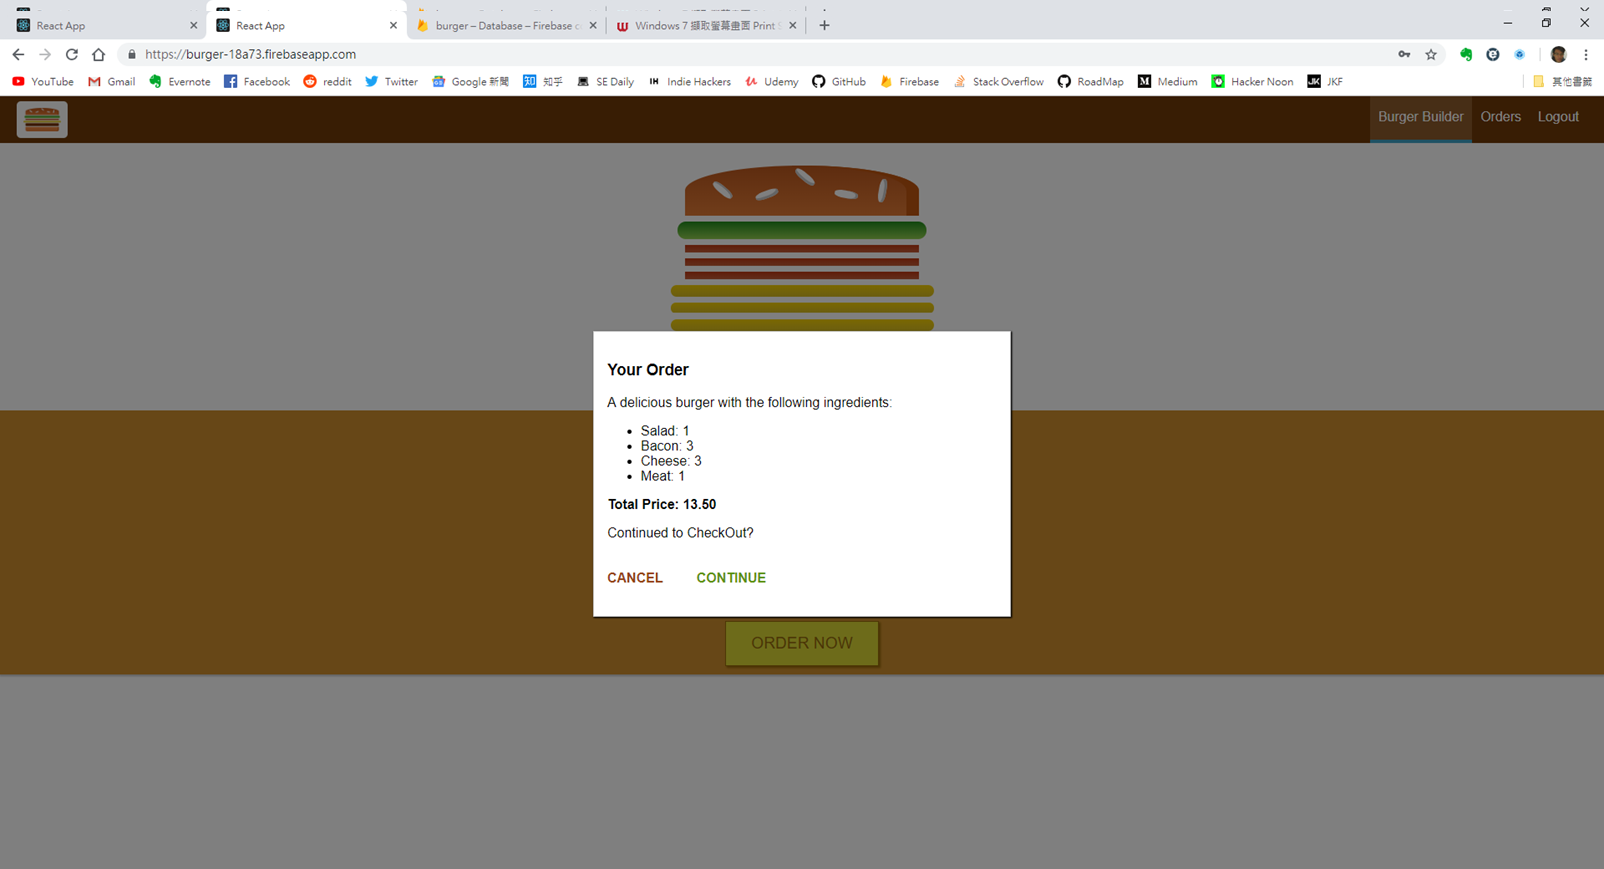 React App
React App
burger – Database – Firebase c
Windows 7 擷取螢幕畫面 Print
https://burger-18a73.firebaseapp.com
YouTube Gmail Evernote Facebook reddit Twitter Google 新聞 知乎 SE Daily Indie Hackers Udemy GitHub Firebase Stack Overflow RoadMap Medium Hacker Noon JKF 其他書籤
Burger Builder Orders Logout
Your Order
A delicious burger with the following ingredients:
Salad: 1
Bacon: 3
Cheese: 3
Meat: 1
Total Price: 13.50
Continued to CheckOut?
CANCEL CONTINUE
ORDER NOW